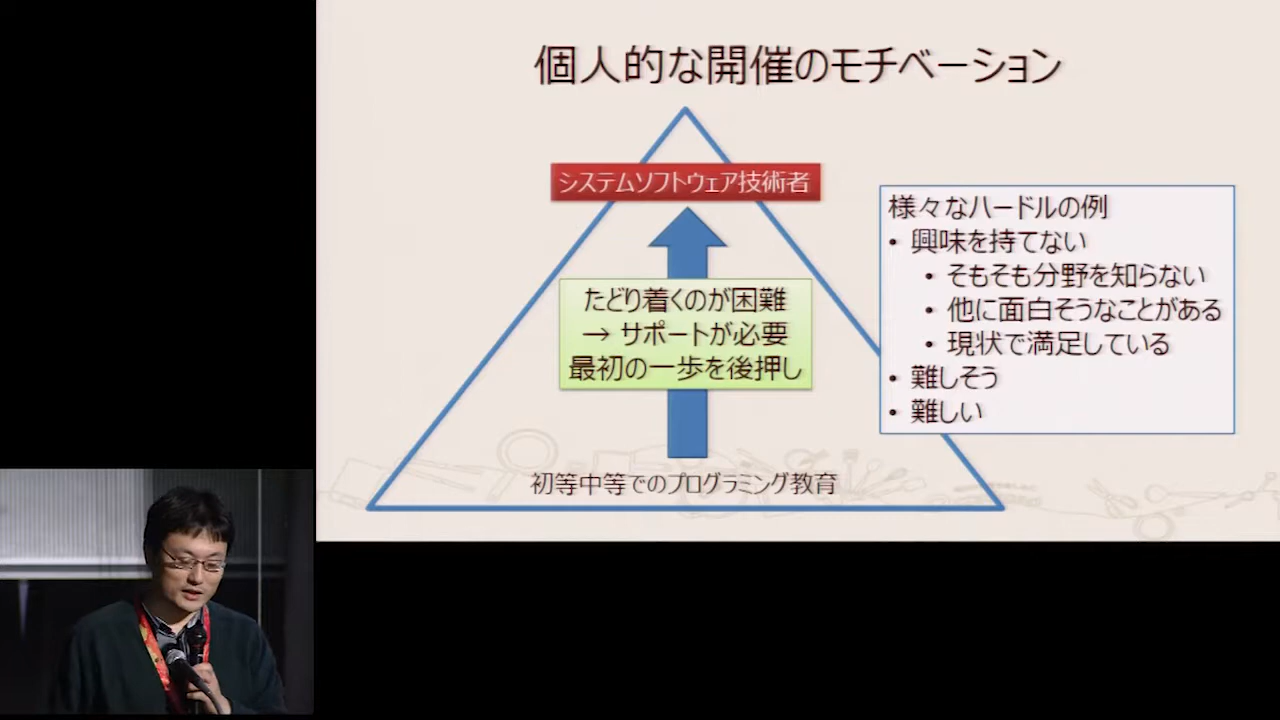 個人的な開催のモチベーション
システムソフトウェア技術者
たどり着くのが困難
→ サポートが必要
最初の一歩を後押し
初等中等でのプログラミング教育
様々なハードルの例
• 興味を持てない
• そもそも分野を知らない
• 他に面白そうなことがある
• 現状で満足している
• 難しそう
• 難しい